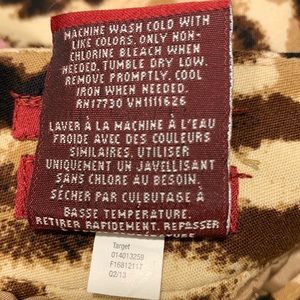 MACHINE WASH COLD WITH
LIKE COLORS, ONLY NON-
CHLORINE BLEACH WHEN
NEEDED. TUMBLE DRY LOW.
REMOVE PROMPTLY. COOL
IRON WHEN NEEDED.
RN17730 VN1111626
LAVER À LA MACHINE À L'EAU
FROIDE AVEC DES COULEURS
SIMILAIRES. UTILISER
UNIQUEMENT UN JAVELLISANT
SANS CHLORE AU BESOIN.
SÉCHER PAR CULBUTAGE À
BASSE TEMPERATURE.
RETIRER RAPIDEMENT. REPASSER
Target
014013259
02/13